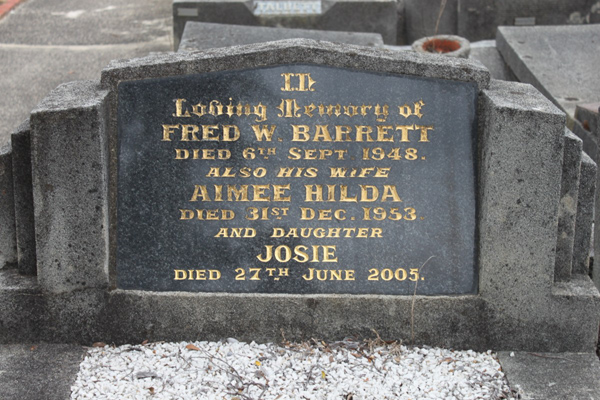 In
Loving Memory of
FRED W. BARRETT
DIED 6TH SEPT 1948.
ALSO HIS WIFE
AIMEE HILDA
DIED 31ST DEC. 1953.
AND DAUGHTER
JOSIE
DIED 27TH JUNE 2005.